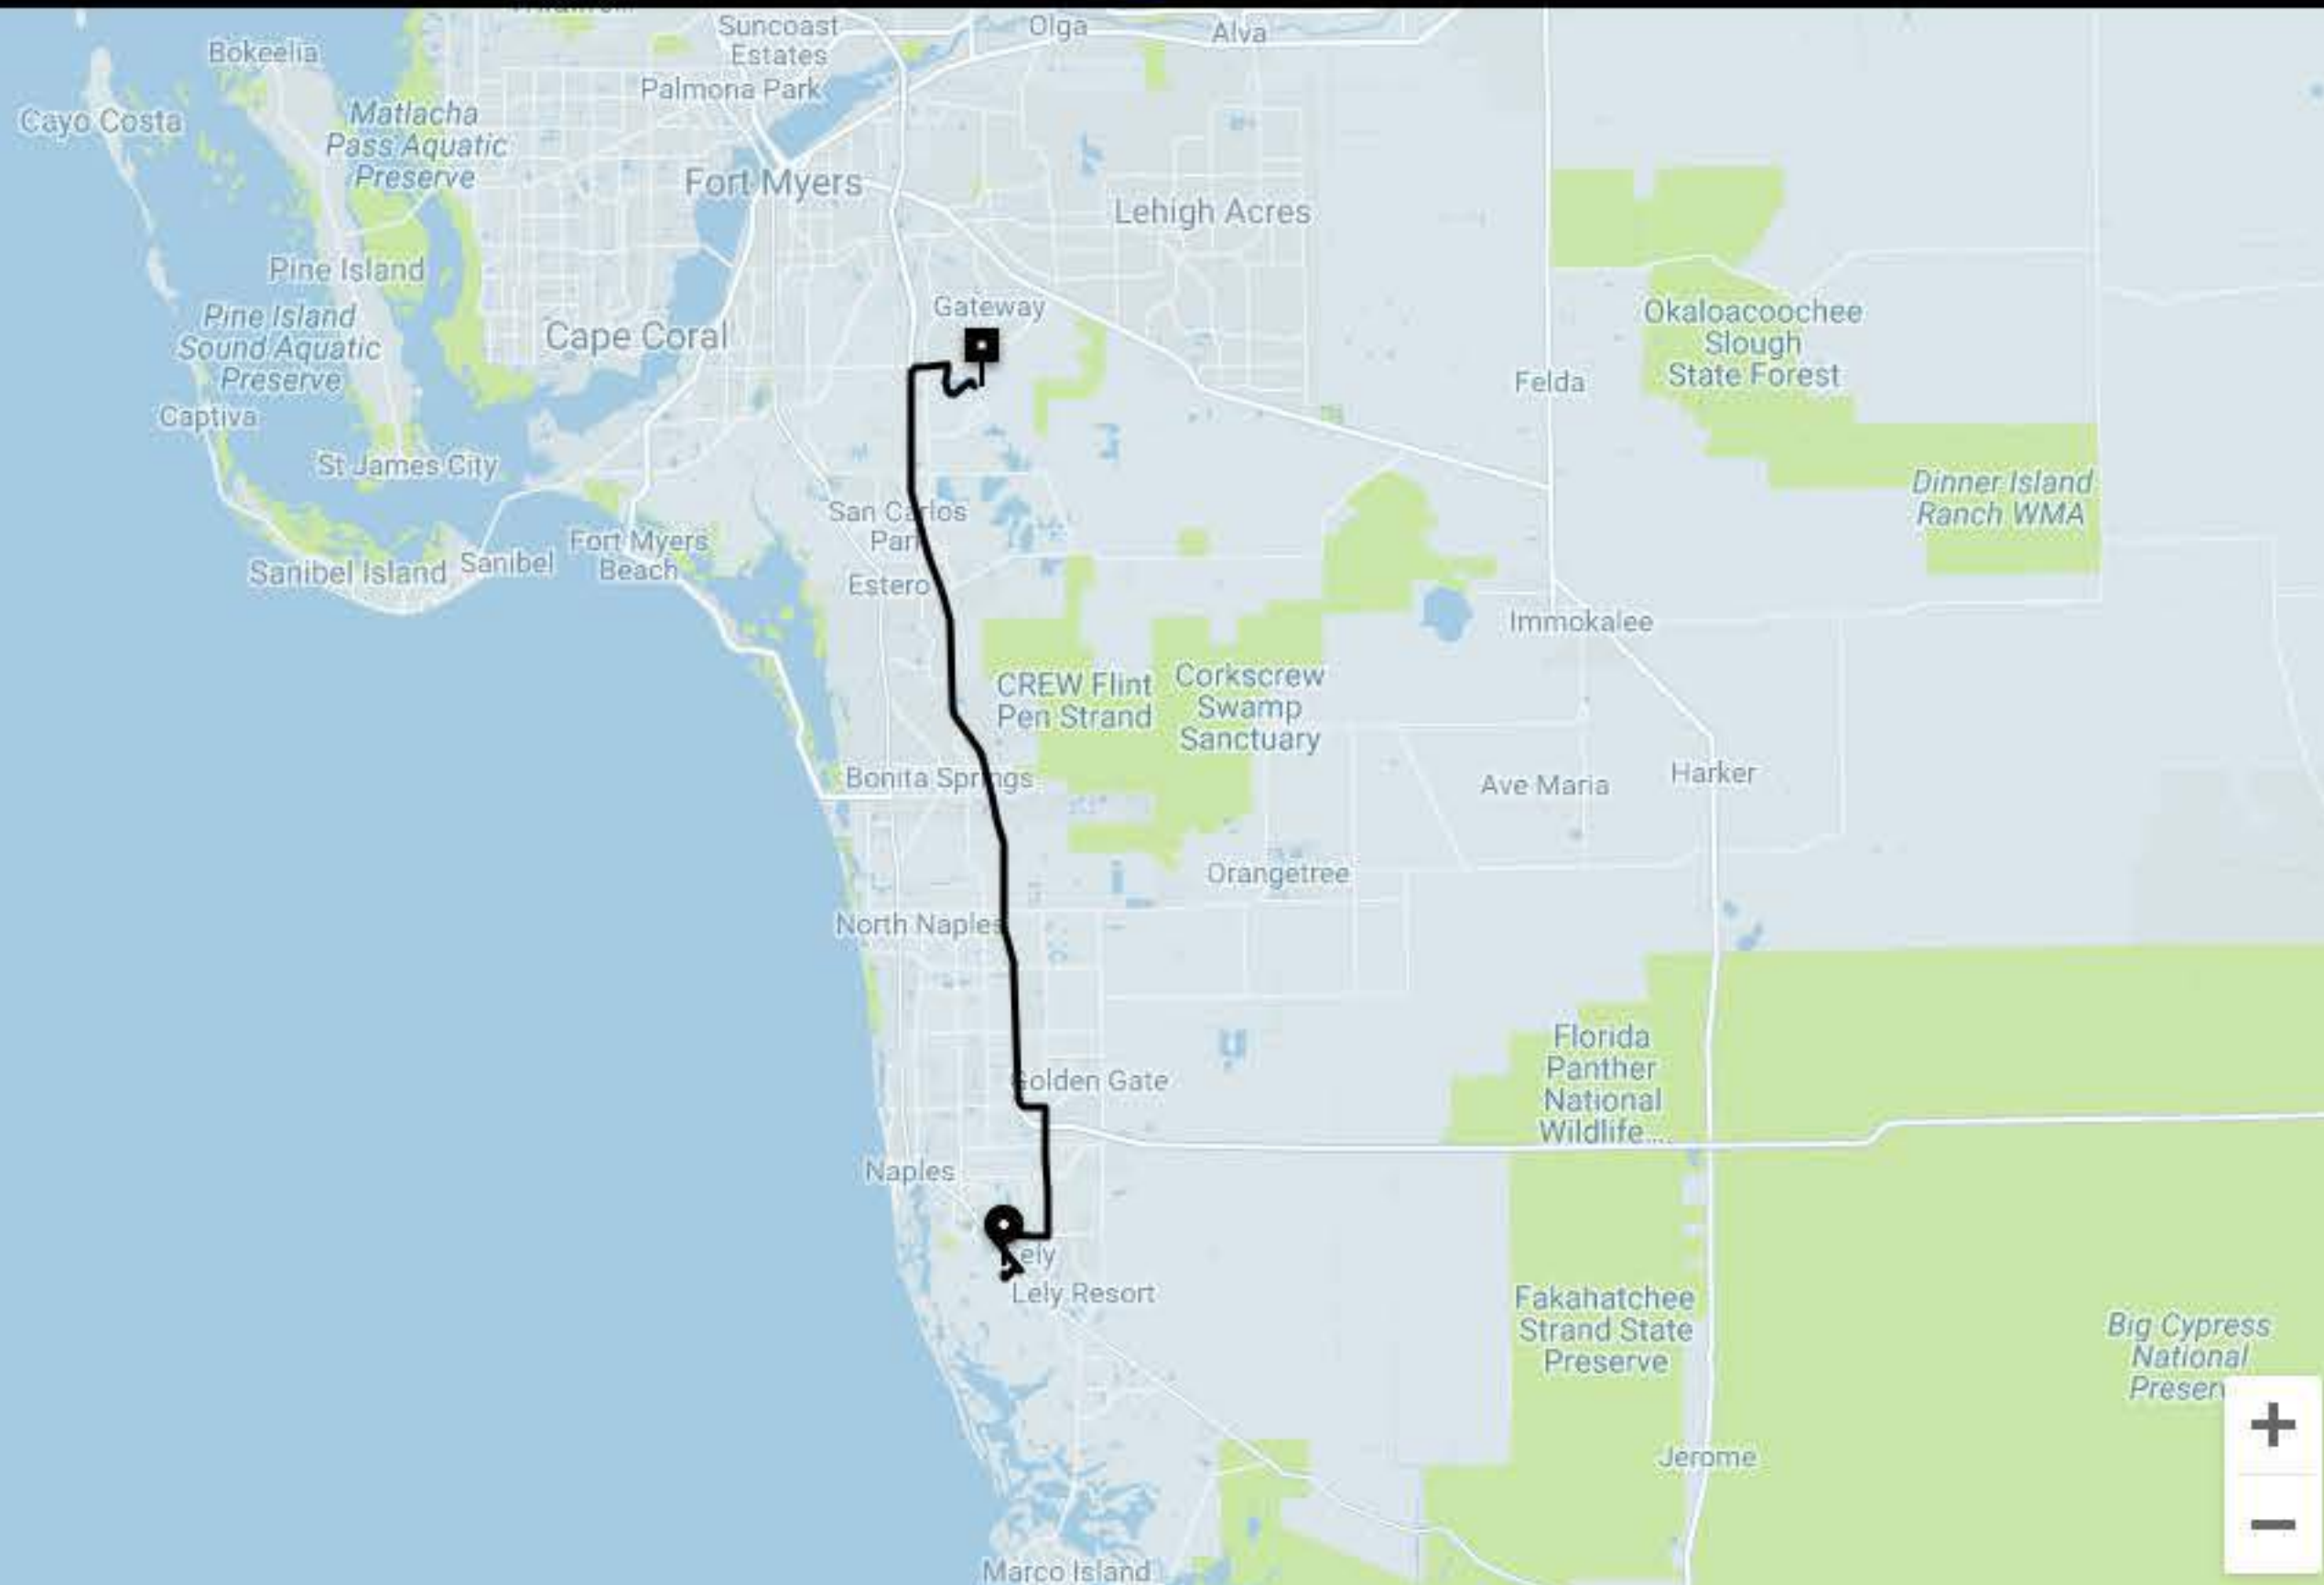 Suncoast
Estates
Olga
Alva
Bokeelia
Palmona Park
Cayo Costa
Matlacha
Pass Aquatic
Preserve
Fort Myers
Lehigh Acres
Pine Island
Gateway
Pine Island
Sound Aquatic
Preserve
Cape Coral
Okaloacoochee
Slough
State Forest
Felda
Captiva
St James City
Dinner Island
Ranch WMA
San Carlos
Park
Fort Myers
Beach
Sanibel Island
Sanibel
Estero
Immokalee
CREW Flint
Pen Strand
Corkscrew
Swamp
Sanctuary
Bonita Springs
Ave Maria
Harker
Orangetree
North Naples
Florida
Panther
National
Wildlife....
Golden Gate
Naples
Lely
Lely Resort
Fakahatchee
Strand State
Preserve
Big Cypress
National
Preserv
Jerome
Marco Island
+
−